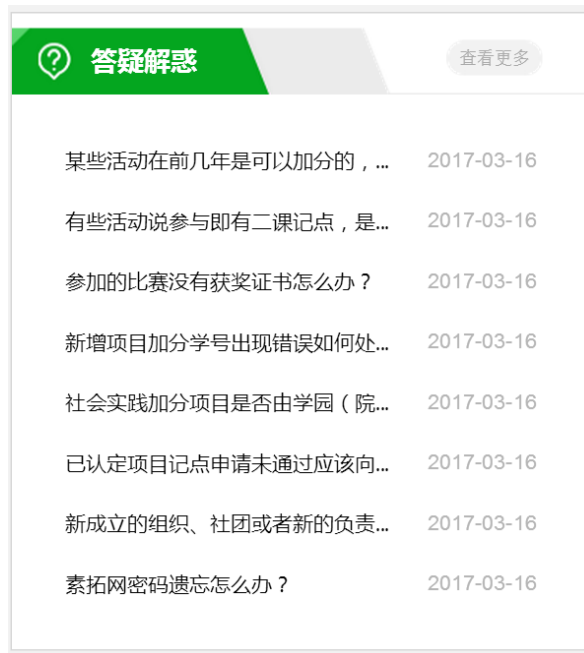 答疑解惑 查看更多
某些活动在前几年是可以加分的，... 2017-03-16
有些活动说参与即有二课记点，是... 2017-03-16
参加的比赛没有获奖证书怎么办？ 2017-03-16
新增项目加分学号出现错误如何处... 2017-03-16
社会实践加分项目是否由学园（院... 2017-03-16
已认定项目记点申请未通过应该向... 2017-03-16
新成立的组织、社团或者新的负责... 2017-03-16
素拓网密码遗忘怎么办？ 2017-03-16